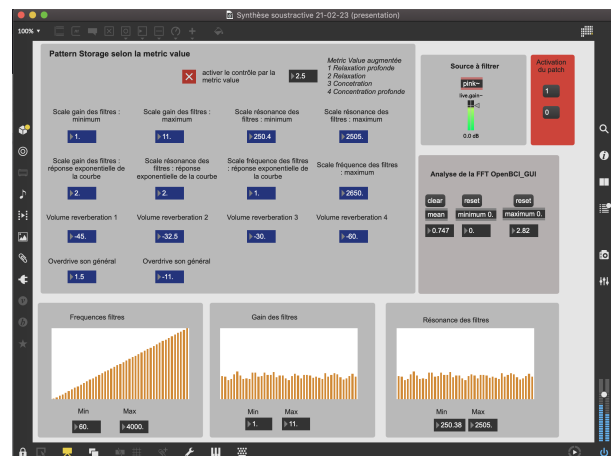 Synthèse soustractive 21-02-23 (presentation)
100%
Pattern Storage selon la metric value
activer le contrôle par la
metric value
2.5
Metric Value augmentée
1 Relaxation profonde
2 Relaxation
3 Concetration
4 Concentration profonde
Scale gain des filtres :
minimum
Scale gain des filtres :
maximum
Scale résonance des
filtres : minimum
Scale résonance des
filtres : maximum
1.
11.
250.4
2505.
Scale gain des filtres :
réponse exponentielle de
la courbe
Scale résonance des
filtres : réponse
exponentielle de la courbe
Scale fréquence des filtres
: réponse exponentielle de
la courbe
Scale fréquence des filtres
: maximum
2.
2.
1.
2650.
Volume reverberation 1
Volume reverberation 2
Volume reverberation 3
Volume reverberation 4
-45.
-32.5
-30.
-60.
Overdrive son général
Overdrive son général
1.5
-11.
Source à filtrer
pink~
live.gain~
0.0 dB
Activation
du patch
1
0
Analyse de la FFT OpenBCI_GUI
clear
reset
reset
mean
minimum 0.
maximum 0.
0.747
0.
2.82
Frequences filtres
Min
Max
60.
4000.
Gain des filtres
Min
Max
1.
11.
Résonance des filtres
Min
Max
250.38
2505.